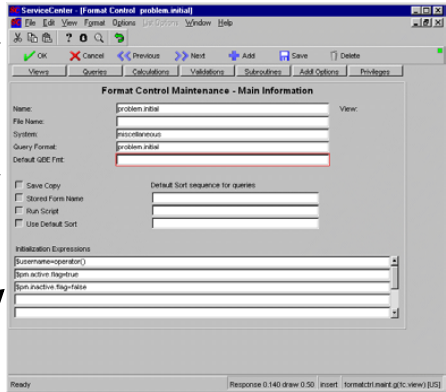 ServiceCenter - [Format Control problem.initial]
File Edit View Format Options List Options Window Help
OK Cancel Previous Next Add Save Delete
Views Queries Calculations Validations Subroutines Addl Options Privileges
Format Control Maintenance - Main Information
Name: problem.initial View:
File Name:
System: miscellaneous
Query Format: problem.initial
Default QBE Fmt:
Save Copy Default Sort sequence for queries
Stored Form Name
Run Script
Use Default Sort
Initialization Expressions
$username=operator()
$pm.active.flag=true
$pm.inactive.flag=false
Ready Response 0.140 draw 0.50 insert formatctrl.maint.g(fc.view) [US]